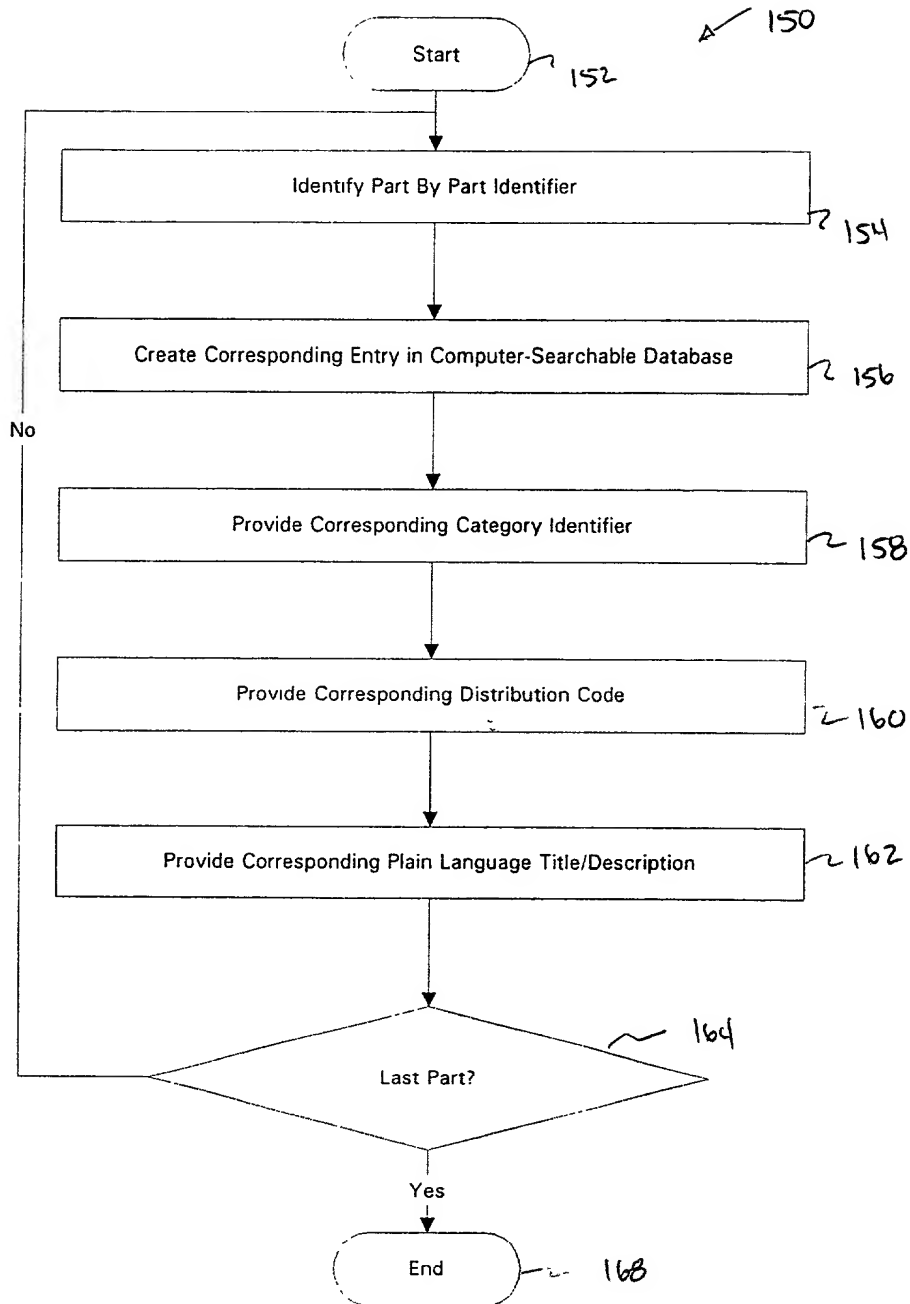 150
Start
152
Identify Part By Part Identifier
154
Create Corresponding Entry in Computer-Searchable Database
156
No
Provide Corresponding Category Identifier
158
Provide Corresponding Distribution Code
160
Provide Corresponding Plain Language Title/Description
162
164
Last Part?
Yes
End
168